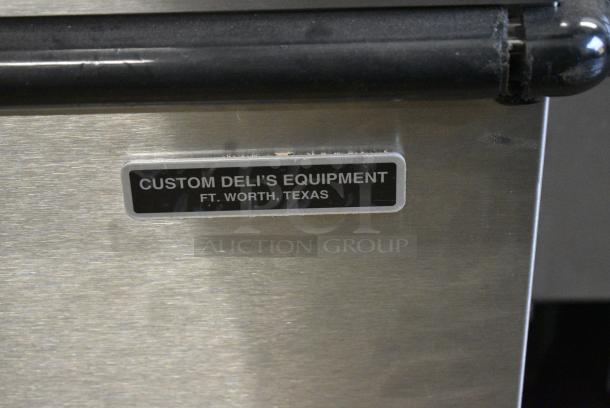 CUSTOM DELI'S EQUIPMENT
FT. WORTH, TEXAS
PCI
AUCTION GROUP